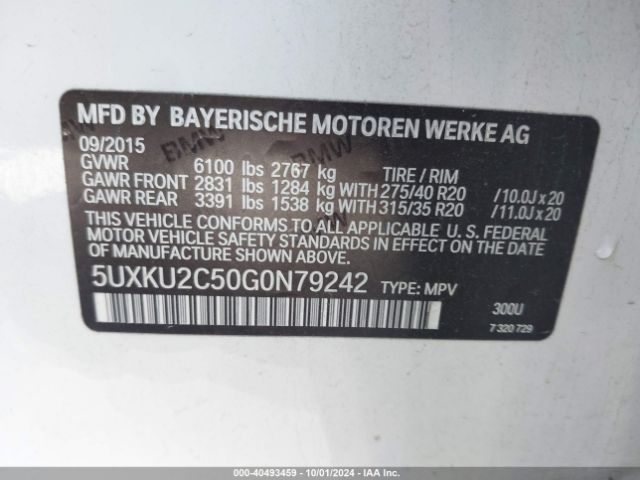 MFD BY BAYERISCHE MOTOREN WERKE AG
09/2015
GVWR 6100 lbs 2767 kg TIRE / RIM
GAWR FRONT 2831 lbs 1284 kg WITH 275/40 R20 / 10.0J x 20
GAWR REAR 3391 lbs 1538 kg WITH 315/35 R20 / 11.0J x 20
THIS VEHICLE CONFORMS TO ALL APPLICABLE U. S. FEDERAL
MOTOR VEHICLE SAFETY STANDARDS IN EFFECT ON THE DATE
OF MANUFACTURE SHOWN ABOVE.
5UXKU2C50G0N79242 TYPE: MPV
300U
7 320 729
BMW
BMW
000-40493459 • 10/01/2024 • IAA Inc.